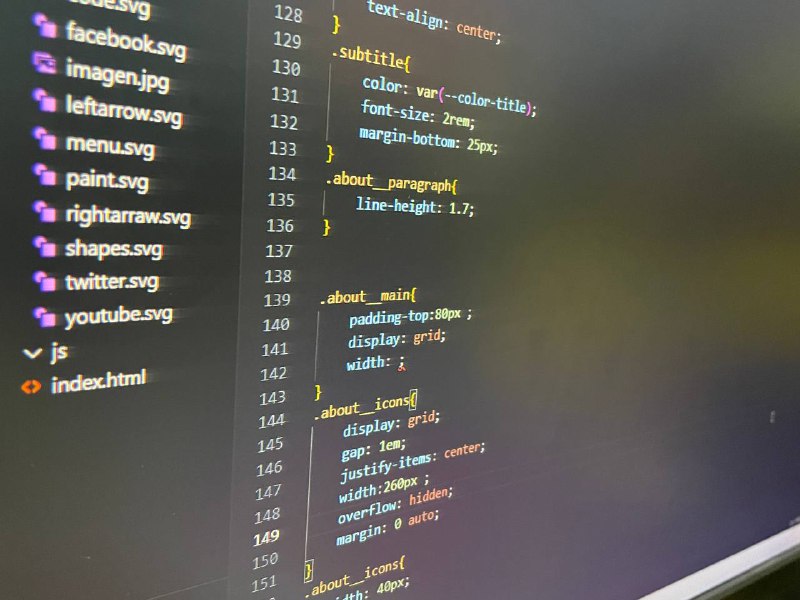 code.svg
facebook.svg
imagen.jpg
leftarrow.svg
menu.svg
paint.svg
rightarraw.svg
shapes.svg
twitter.svg
youtube.svg
js
index.html
128 text-align: center;
129 }
130 .subtitle{
131 color: var(--color-title);
132 font-size: 2rem;
133 margin-bottom: 25px;
134 }
135 .about__paragraph{
136 line-height: 1.7;
137 }
138
139
140 .about__main{
141 padding-top:80px ;
142 display: grid;
143 width: ;
144 }
145 .about__icons{
146 display: grid;
147 gap: 1em;
148 justify-items: center;
149 width:260px ;
150 overflow: hidden;
151 margin: 0 auto;
}
.about__icons{
40px;